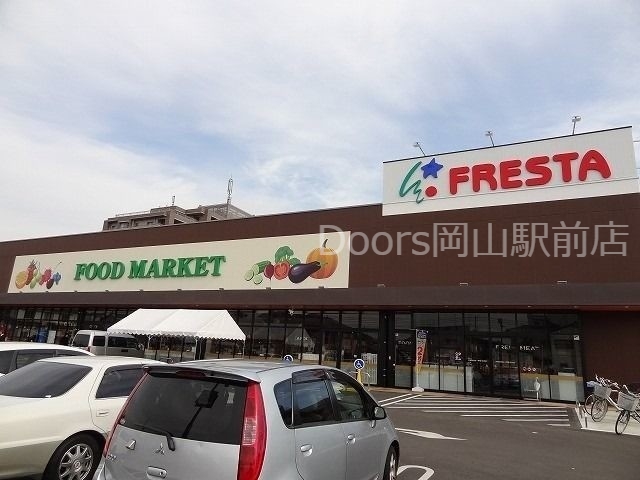 FRESTA
Doors岡山駅前店
FOOD MARKET